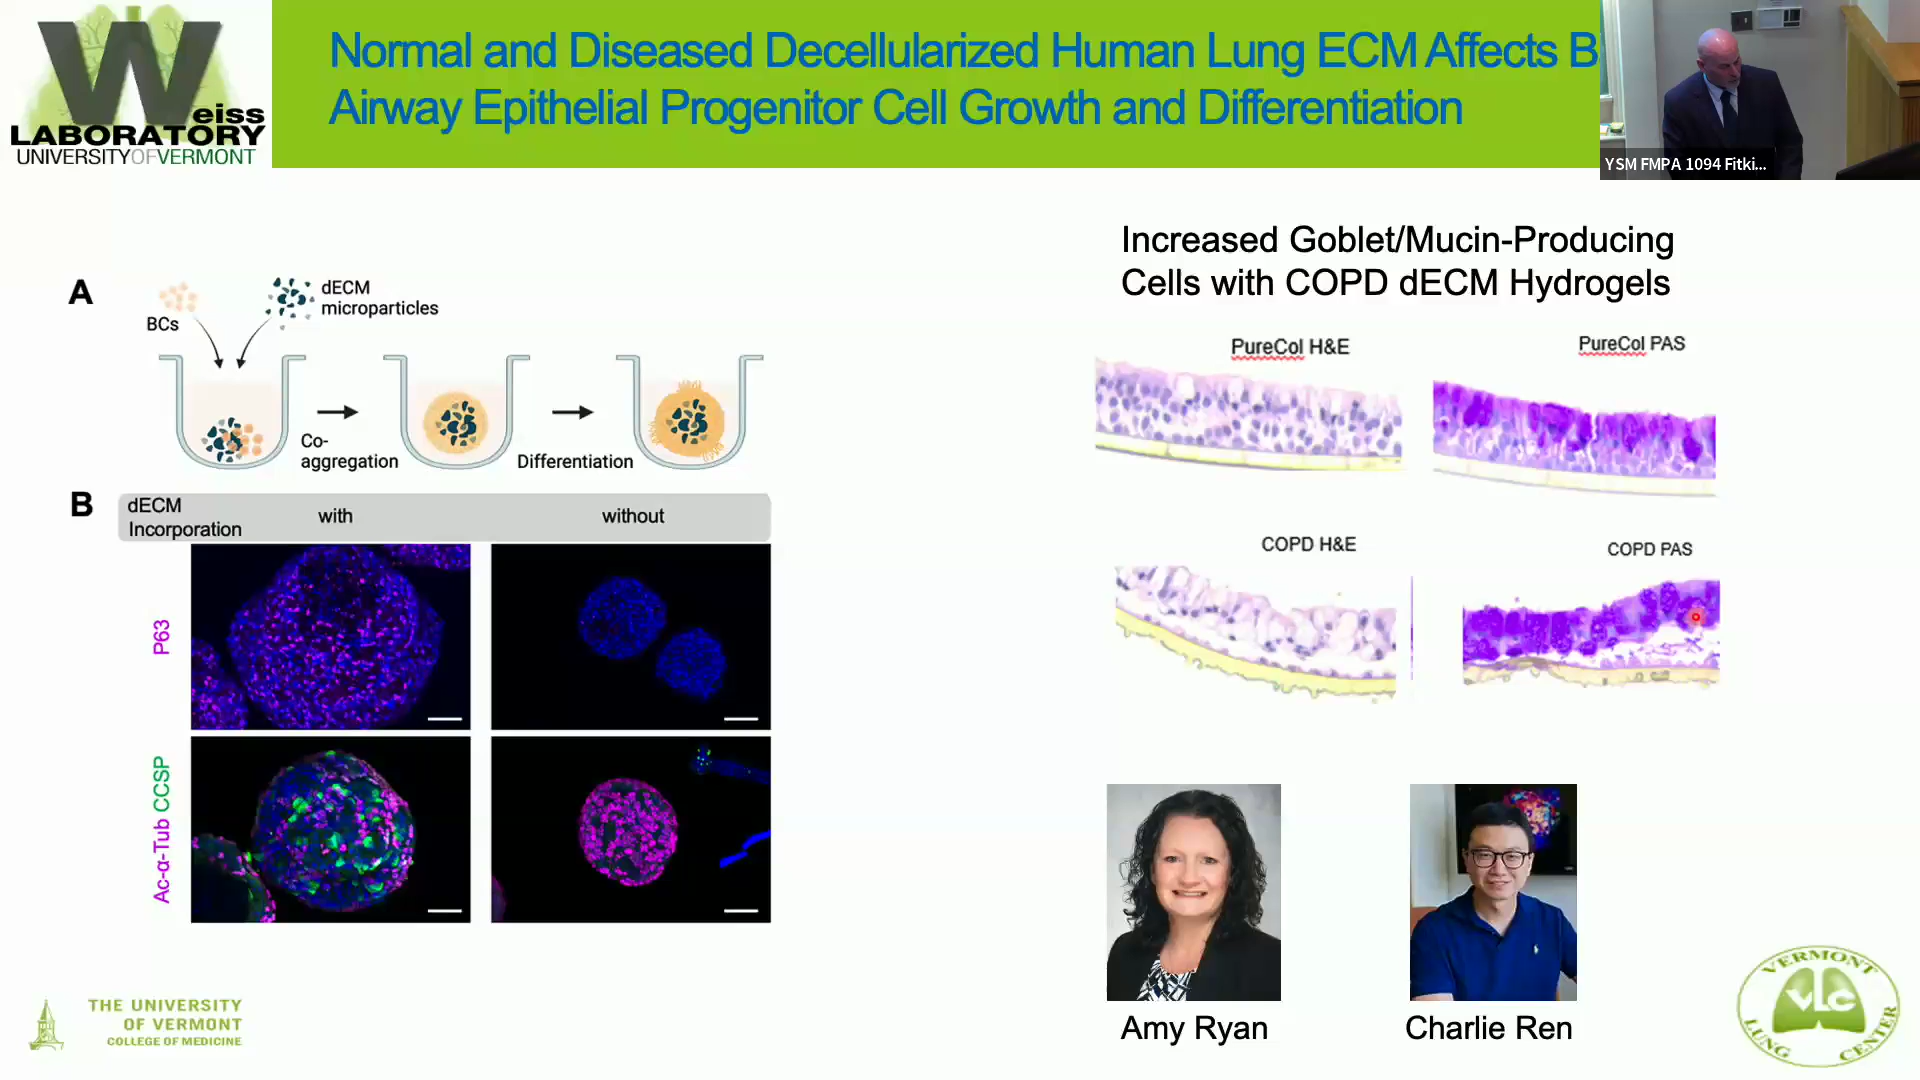 Weiss
LABORATORY
UNIVERSITYOFVERMONT
Normal and Diseased Decellularized Human Lung ECM Affects B
Airway Epithelial Progenitor Cell Growth and Differentiation
YSM FMPA 1094 Fitki...
A
BCs
dECM
microparticles
Co-
aggregation
Differentiation
B
dECM
Incorporation
with
without
P63
Ac-α-Tub CCSP
Increased Goblet/Mucin-Producing
Cells with COPD dECM Hydrogels
PureCol H&E
PureCol PAS
COPD H&E
COPD PAS
Amy Ryan
Charlie Ren
THE UNIVERSITY
OF VERMONT
COLLEGE OF MEDICINE
VERMONT
VLC
LUNG CENTER